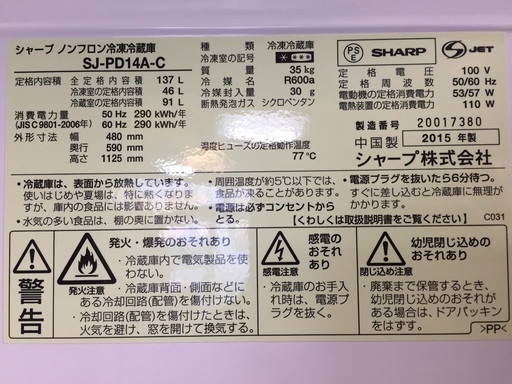 シャープ ノンフロン冷凍冷蔵庫
SJ-PD14A-C
定格内容積 全定格内容積 137 L
冷凍室の定格内容積 46 L
冷蔵室の定格内容積 91 L
消費電力量 50 Hz 290 kWh/年
(JIS C 9801-2006年) 60 Hz 290 kWh/年
外形寸法 幅 480 mm
奥行 590 mm
高さ 1125 mm
種類 冷凍冷蔵庫
冷凍室の記号
質量 35 kg
冷媒 R600a
冷媒封入量 30 g
断熱発泡ガス シクロペンタン
温度ヒューズの定格動作温度
77℃
PS
E
SHARP
JET
定格電圧 100 V
定格周波数 50/60 Hz
電動機の定格消費電力 53/57 W
電熱装置の定格消費電力 110 W
製造番号 20017380
中国製 2015 年製
シャープ株式会社
・冷蔵庫は、表面から放熱しています。
使いはじめや夏場は特に熱くなりま
すが、庫内の食品には影響ありません。
・水気の多い食品は、棚の奥に置かない。
・周囲温度が約5℃以下では、
食品が凍ることがあります。
・電源は必ずコンセントから
とる。
・電源プラグを抜いたら6分待つ。
すぐに差し込むと冷蔵庫に無理が
かかります。
【くわしくは取扱説明書をご覧ください】
C031
警告
発火・爆発のおそれあり
発火注意
・冷蔵庫内で電気製品を使
わない。
・冷蔵庫背面・側面などに
ある冷却回路(配管)を傷付けない。
・冷却回路(配管)を傷付けたときは、
火気を避け、窓を開けて換気する。
感電の
おそれあり
感電注意
・冷蔵庫のお手入
れ時は、電源プラ
グを抜く。
幼児閉じ込め
のおそれあり
閉じ込め注意
・廃棄まで保管するとき、
幼児閉じ込めのおそれが
ある場合は、ドアパッキン
をはずす。
>PP<